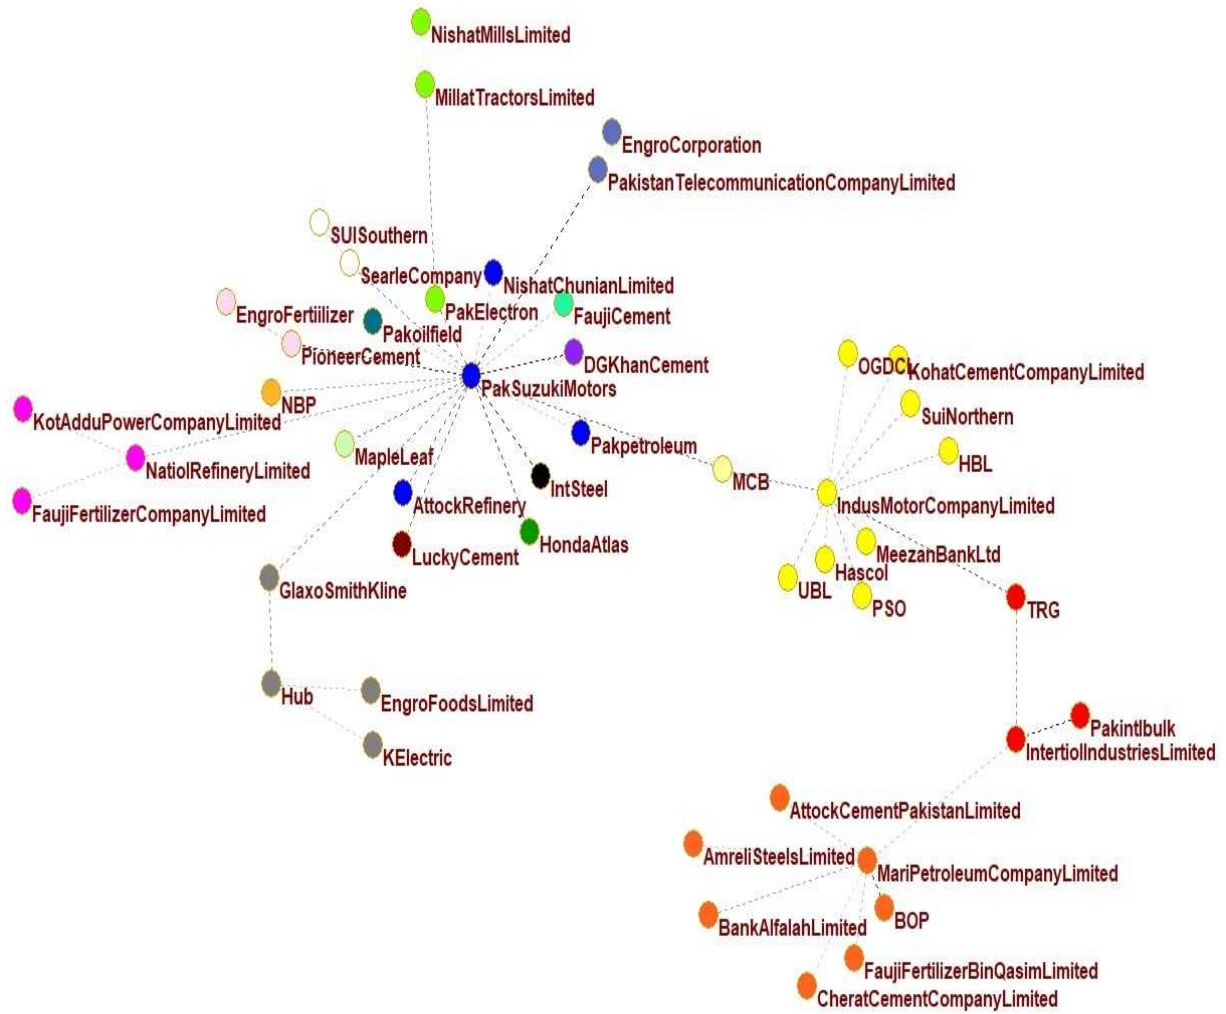 NishatMillsLimited
MillatTractorsLimited
EngroCorporation
PakistanTelecommunicationCompanyLimited
SUISouthern
SearleCompany
NishatChunianLimited
EngroFertiilizer
PakElectron
FaujiCement
Pakoilfield
PioneerCement
DGKhanCement
OGDCL
KohatCementCompanyLimited
PakSuzukiMotors
NBP
KotAdduPowerCompanyLimited
SuiNorthern
MapleLeaf
Pakpetroleum
HBL
NatiolRefineryLimited
MCB
IntSteel
FaujiFertilizerCompanyLimited
AttockRefinery
IndusMotorCompanyLimited
HondaAtlas
LuckyCement
MeezanBankLtd
Hascol
GlaxoSmithKline
UBL
PSO
TRG
Hub
EngroFoodsLimited
Pakintlbulk
KElectric
IntertiolIndustriesLimited
AttockCementPakistanLimited
AmreliSteelsLimited
MariPetroleumCompanyLimited
BankAlfalahLimited
BOP
FaujiFertilizerBinQasimLimited
CheratCementCompanyLimited